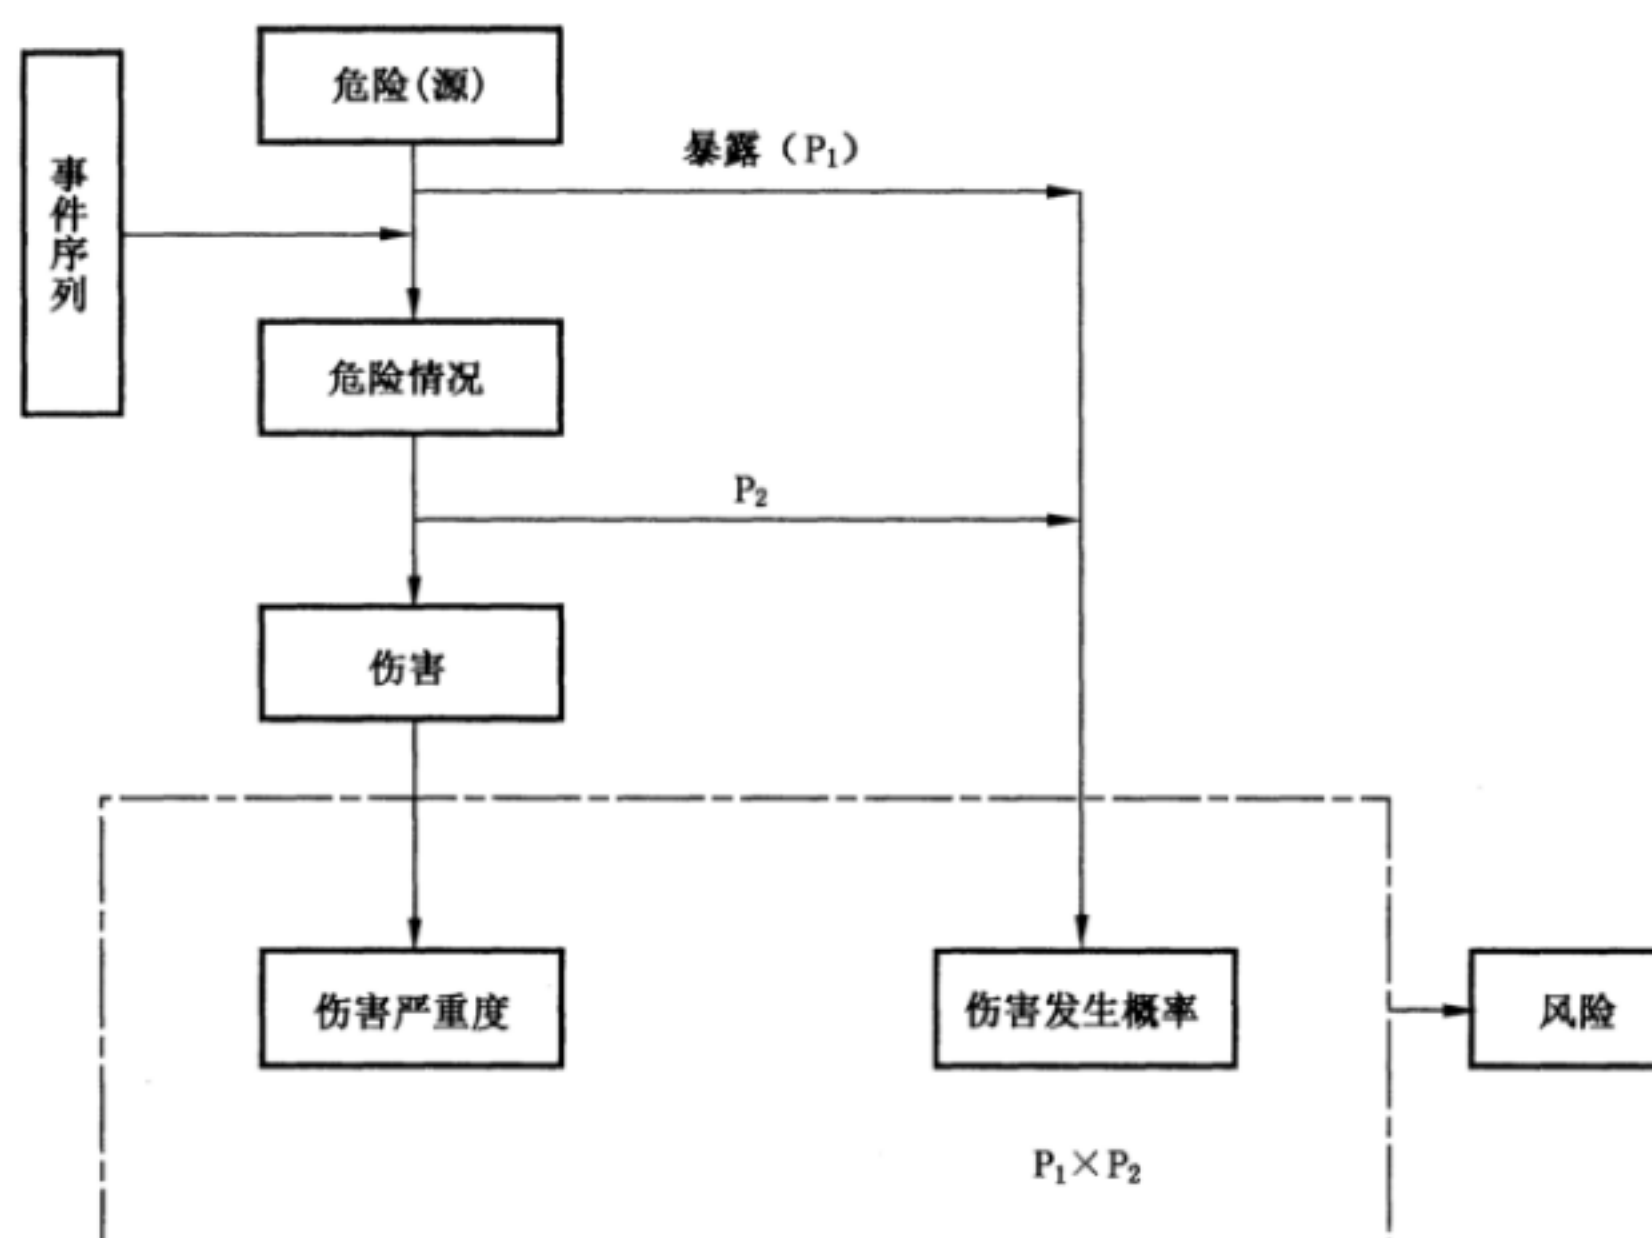 危险(源)
事件序列
暴露（P₁）
危险情况
P₂
伤害
伤害严重度
伤害发生概率
风险
P₁×P₂